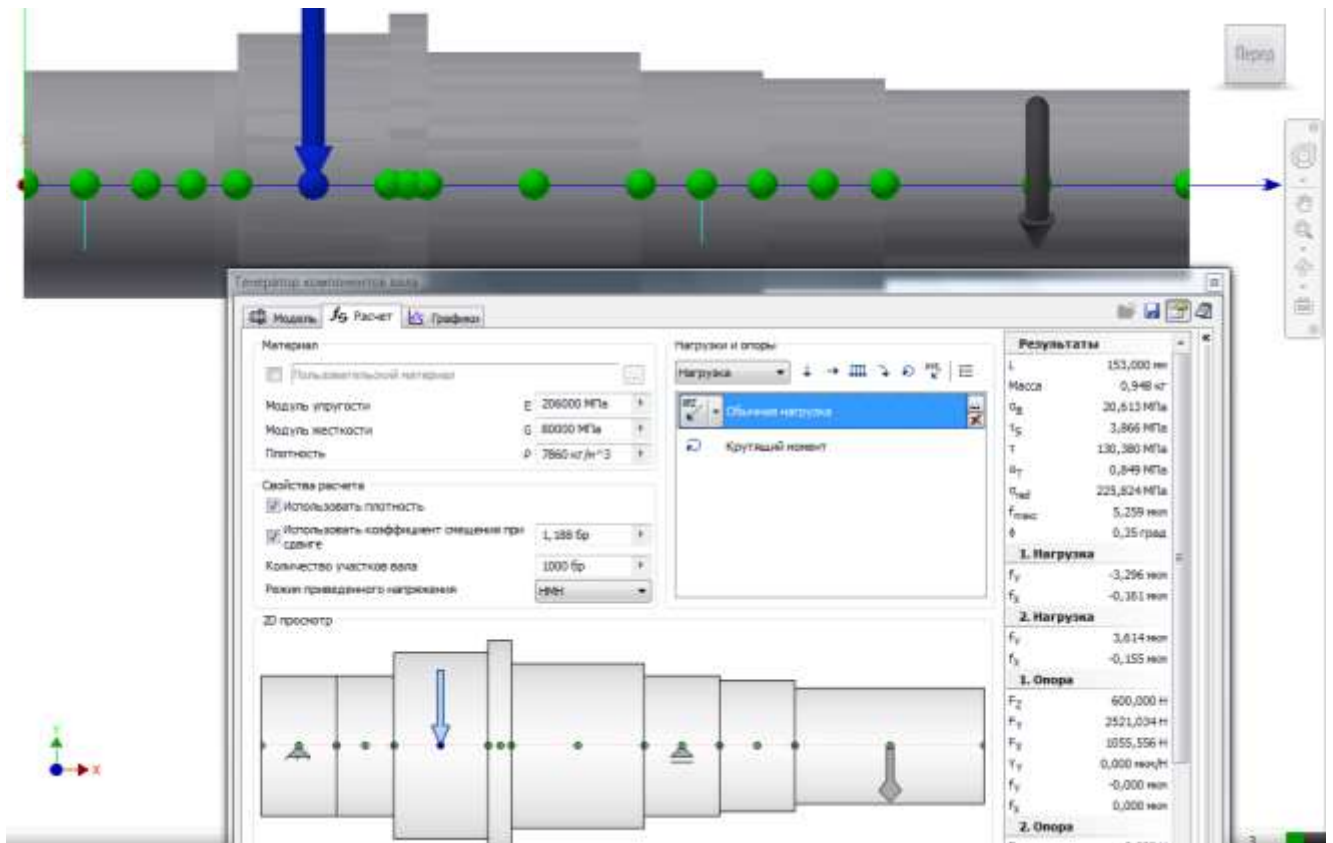 Перед
Генератор компонентов вала
Модель
fG Расчет
Графики
Материал
Пользовательский материал
Модуль упругости E 206000 МПа
Модуль жесткости G 80000 МПа
Плотность ρ 7860 кг/м^3
Свойства расчета
Использовать плотность
Использовать коэффициент смещения при сдвиге 1,188 бр
Количество участков вала 1000 бр
Режим приведенного напряжения HMH
2D просмотр
Нагрузки и опоры
Нагрузка
Обычная нагрузка
Крутящий момент
Результаты
L 153,000 мм
Масса 0,948 кг
σB 20,613 МПа
τS 3,866 МПа
τ 130,380 МПа
σT 0,849 МПа
σred 225,824 МПа
fмакс 5,259 мкм
ϕ 0,35 град
1. Нагрузка
fY -3,296 мкм
fX -0,161 мкм
2. Нагрузка
fY 3,614 мкм
fX -0,155 мкм
1. Опора
FZ 600,000 Н
FY 2521,034 Н
FX 1055,556 Н
YY 0,000 мкм/Н
fY -0,000 мкм
fX 0,000 мкм
2. Опора
Y
X
3